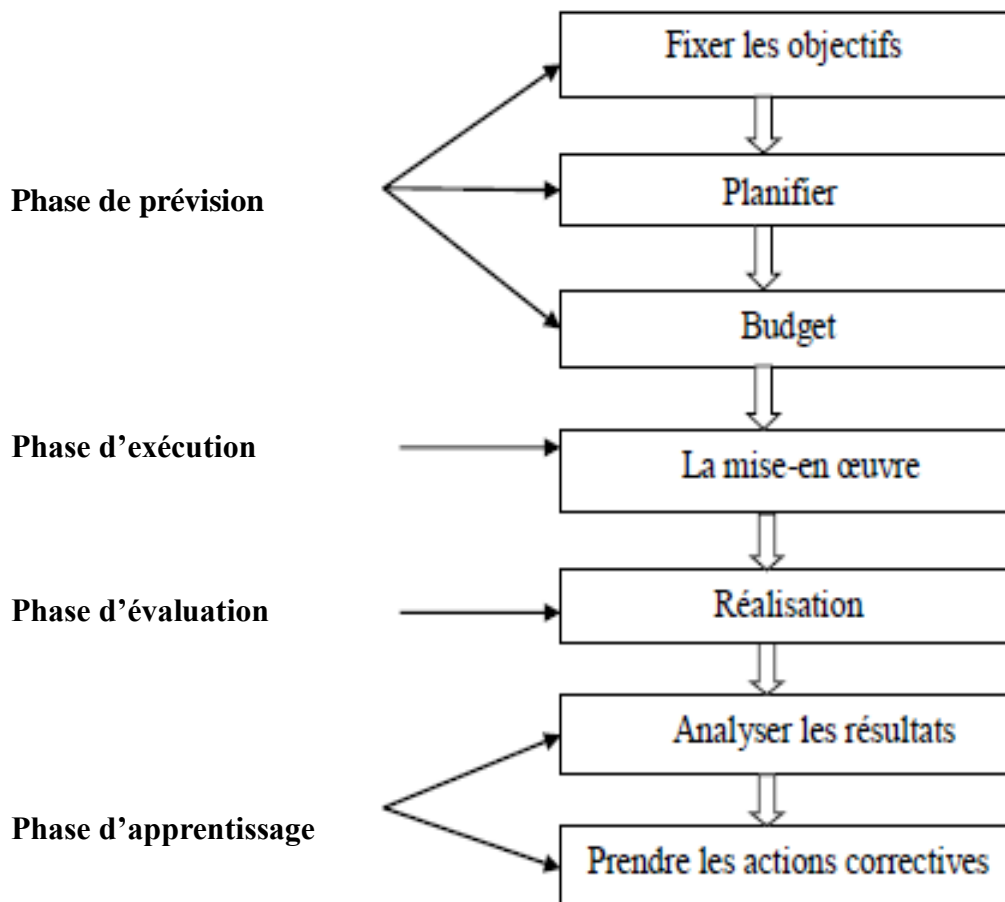 Fixer les objectifs
Phase de prévision
Planifier
Budget
Phase d’exécution
La mise-en œuvre
Phase d’évaluation
Réalisation
Analyser les résultats
Phase d’apprentissage
Prendre les actions correctives